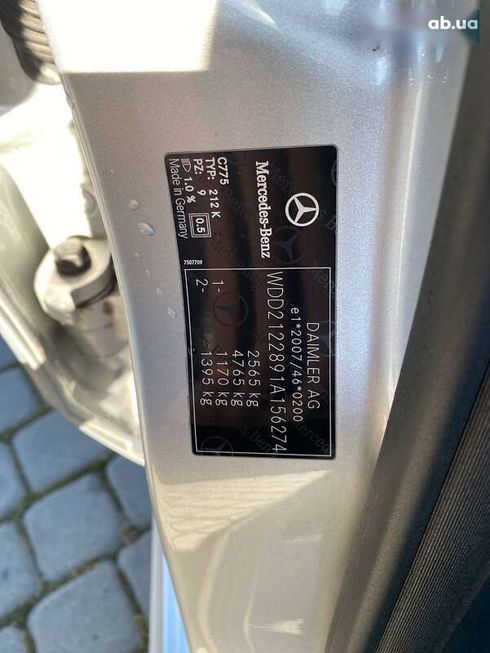 ab.ua
Mercedes-Benz
DAIMLER AG
e1*2007/46*0200
WDD2122891A156274
2565 kg
4765 kg
1- 1170 kg
2- 1395 kg
C775
TYP: 212 K
PZ: 9
1.0 % 0.5
Made in Germany
7507709